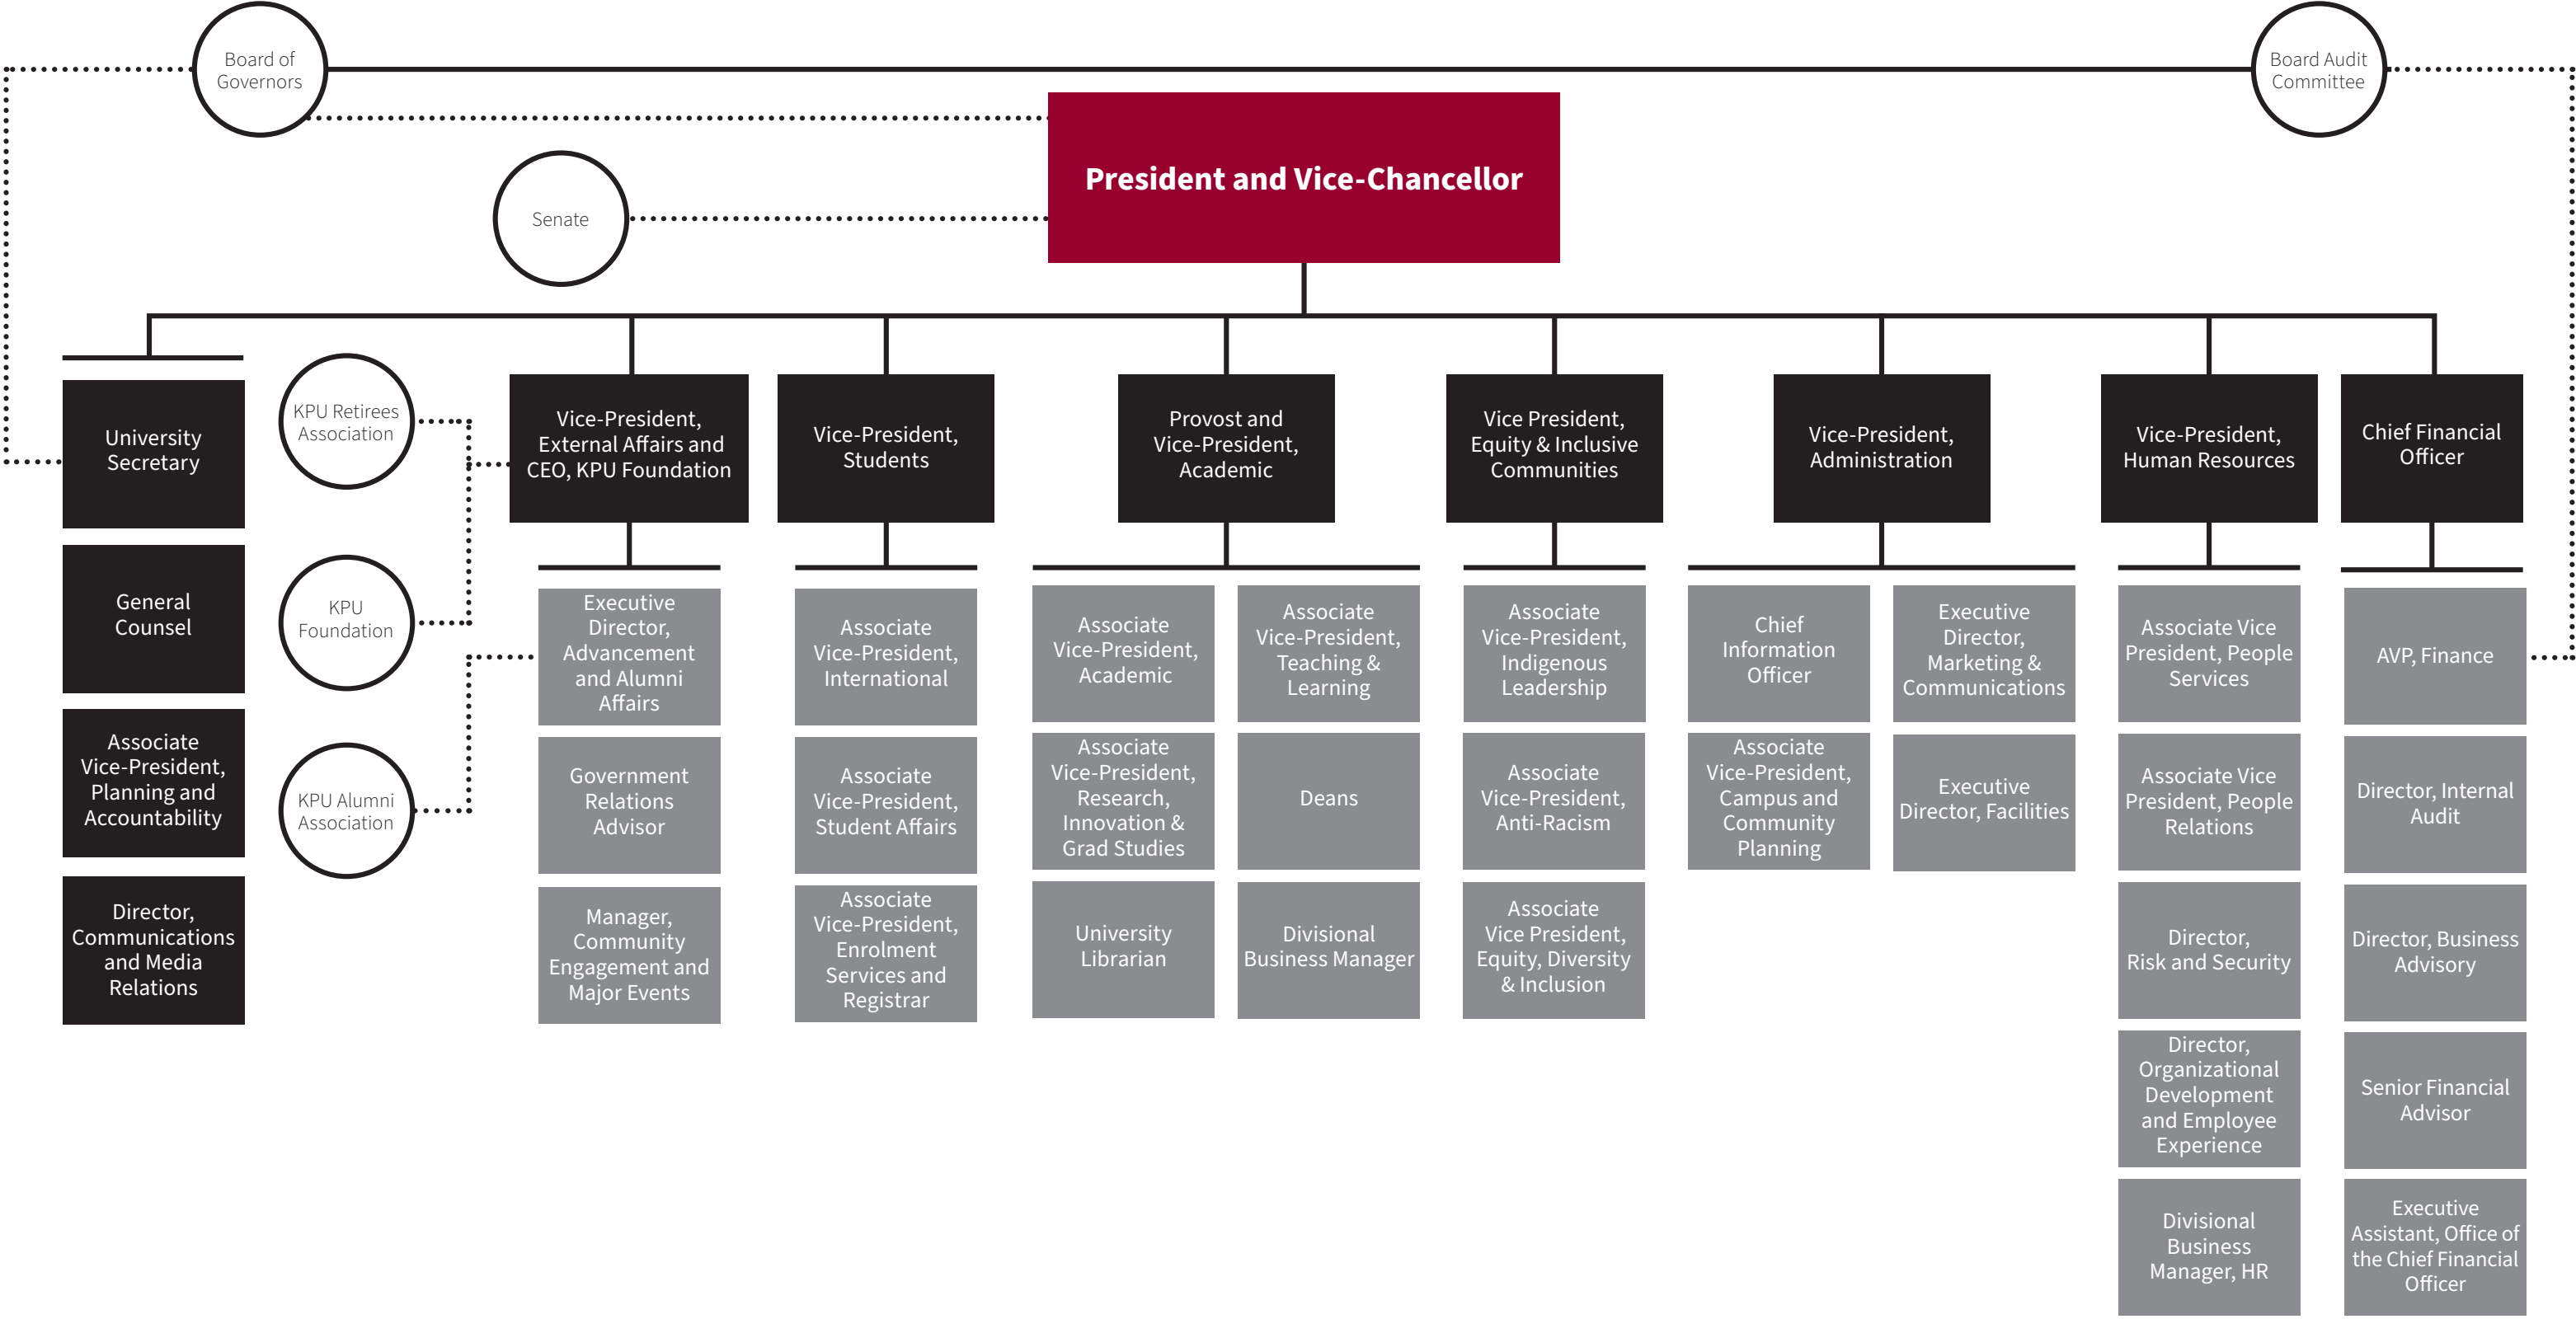 Board of
Governors
Board Audit
Committee
President and Vice-Chancellor
Senate
University
Secretary
General
Counsel
Associate
Vice-President,
Planning and
Accountability
Director,
Communications
and Media
Relations
KPU Retirees
Association
KPU
Foundation
KPU Alumni
Association
Vice-President,
External Affairs and
CEO, KPU Foundation
Executive
Director,
Advancement
and Alumni
Affairs
Government
Relations
Advisor
Manager,
Community
Engagement and
Major Events
Vice-President,
Students
Associate
Vice-President,
International
Associate
Vice-President,
Student Affairs
Associate
Vice-President,
Enrolment
Services and
Registrar
Provost and
Vice-President,
Academic
Associate
Vice-President,
Academic
Associate
Vice-President,
Research,
Innovation &
Grad Studies
University
Librarian
Associate
Vice-President,
Teaching &
Learning
Deans
Divisional
Business Manager
Vice President,
Equity & Inclusive
Communities
Associate
Vice-President,
Indigenous
Leadership
Associate
Vice-President,
Anti-Racism
Associate
Vice President,
Equity, Diversity
& Inclusion
Vice-President,
Administration
Chief
Information
Officer
Associate
Vice-President,
Campus and
Community
Planning
Executive
Director,
Marketing &
Communications
Executive
Director, Facilities
Vice-President,
Human Resources
Associate Vice
President, People
Services
Associate Vice
President, People
Relations
Director,
Risk and Security
Director,
Organizational
Development
and Employee
Experience
Divisional
Business
Manager, HR
Chief Financial
Officer
AVP, Finance
Director, Internal
Audit
Director, Business
Advisory
Senior Financial
Advisor
Executive
Assistant, Office of
the Chief Financial
Officer